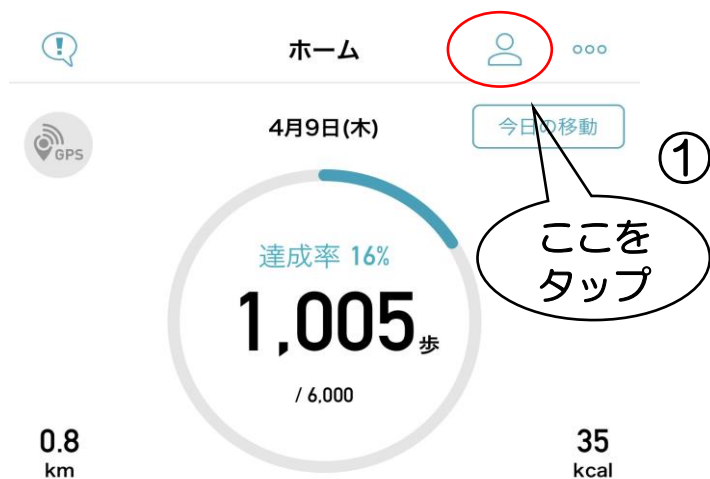 ホーム
4月9日(木)
今日の移動
①
GPS
ここを
タップ
達成率 16%
1,005歩
/ 6,000
0.8
km
35
kcal